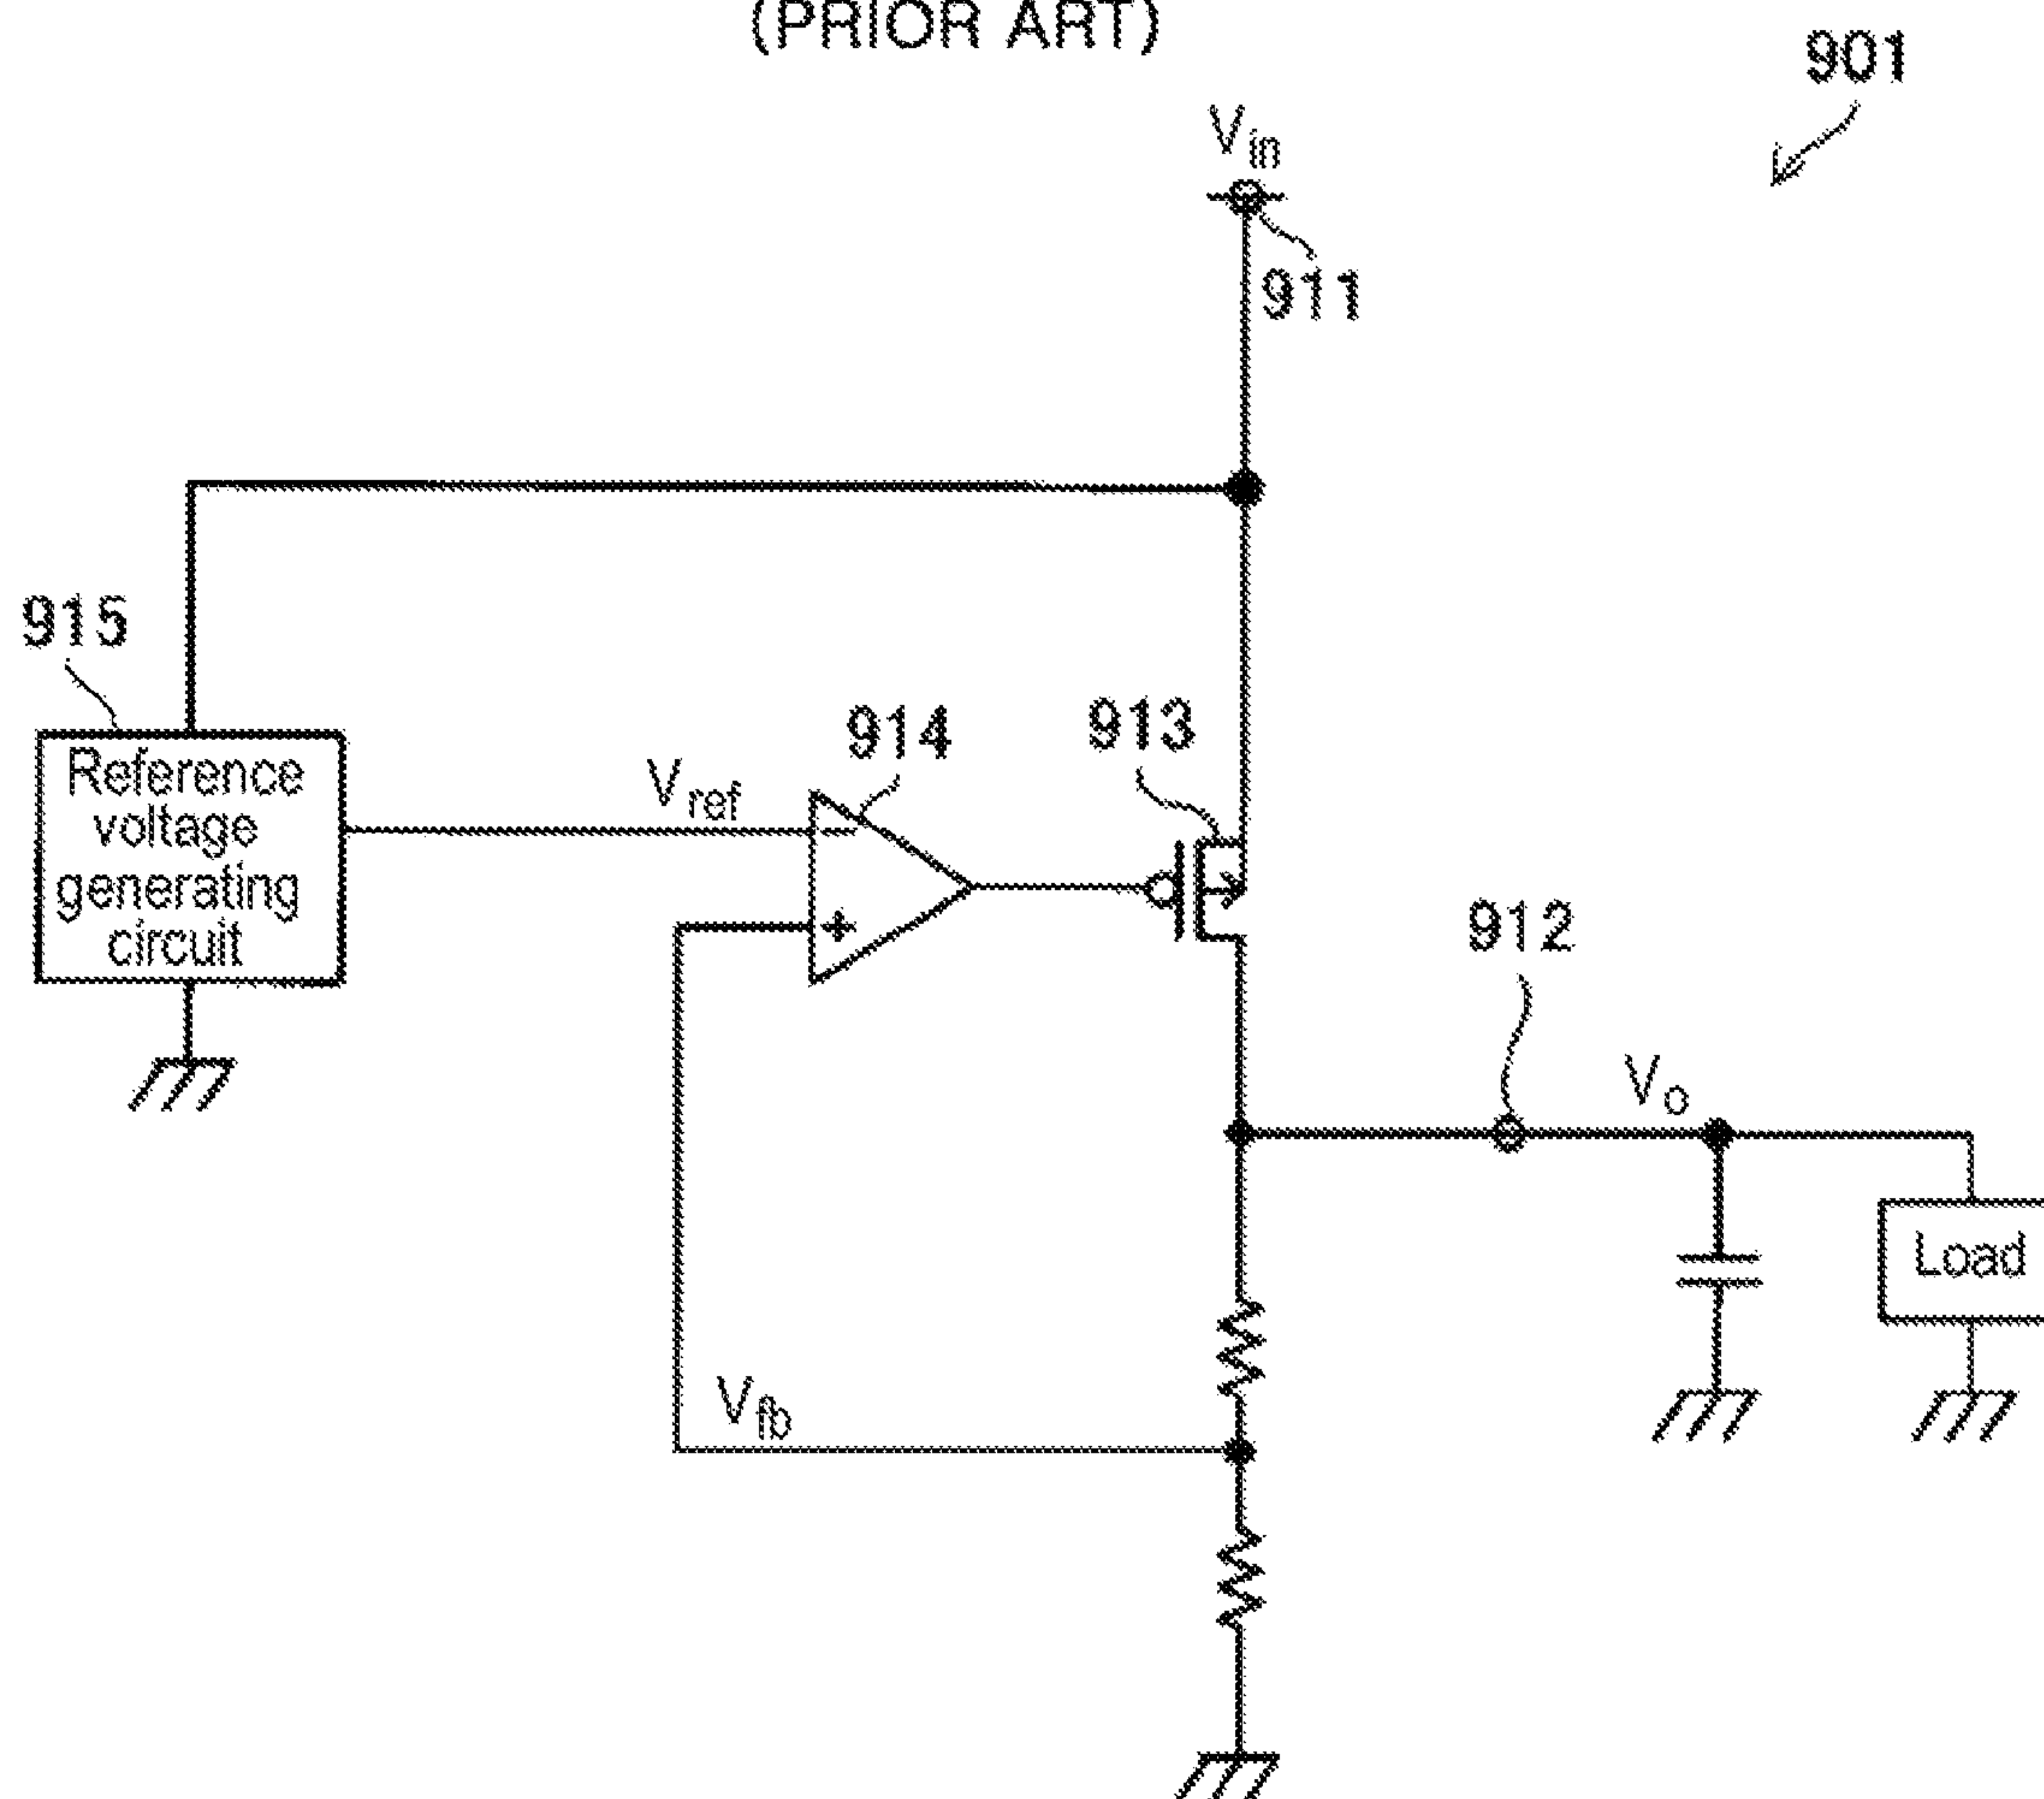 (PRIOR ART)
901
Vin
911
915
Reference
voltage
generating
circuit
Vref
914
913
912
Vo
Load
Vfb